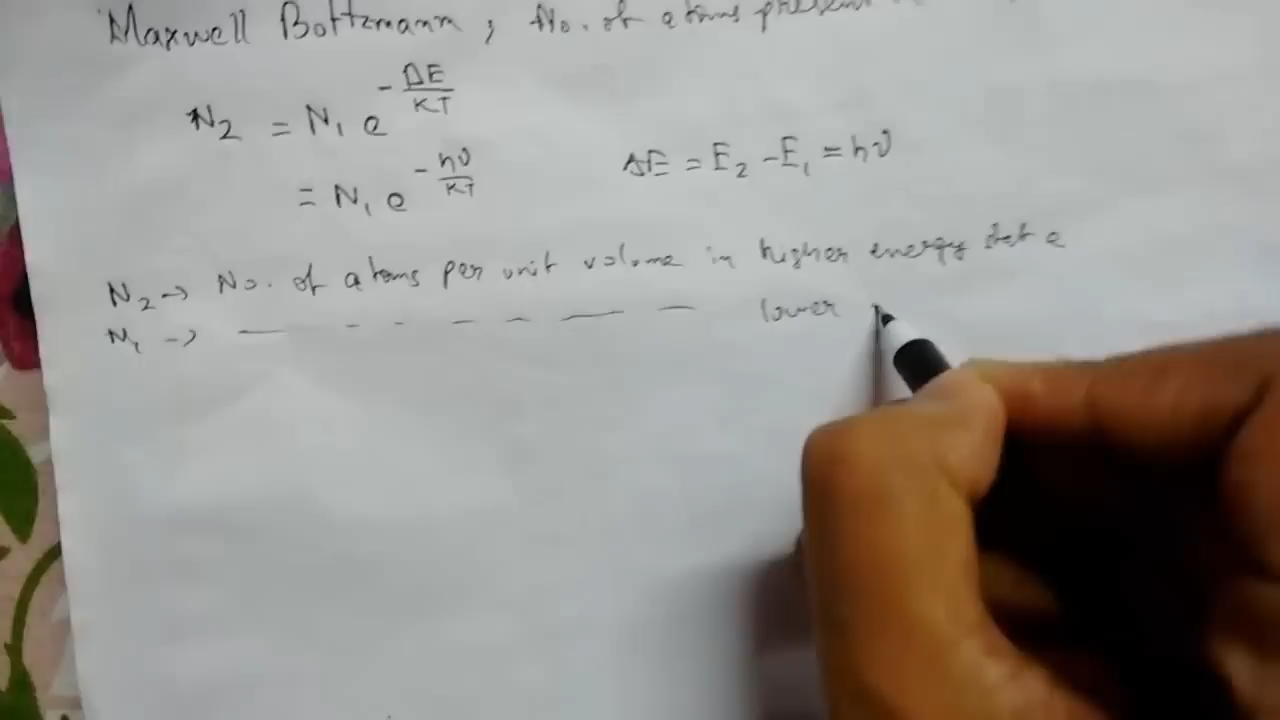 Maxwell Boltzmann, No. of atoms present
N₂ = N₁ e^(-ΔE/KT)
= N₁ e^(-hν/KT) ΔE = E₂ - E₁ = hν
N₂ → No. of atoms per unit volume in higher energy state
N₁ → — - - – – — – lower